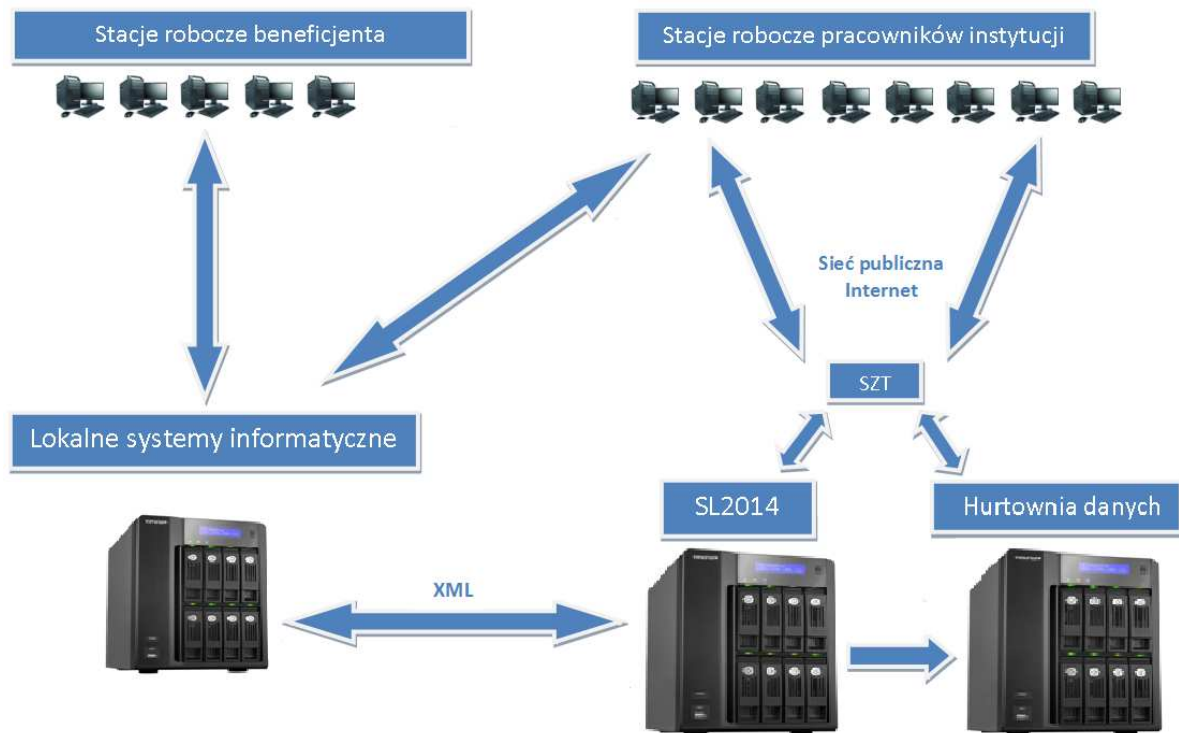 Stacje robocze beneficjenta
Stacje robocze pracowników instytucji
Sieć publiczna
Internet
SZT
Lokalne systemy informatyczne
SL2014
Hurtownia danych
XML